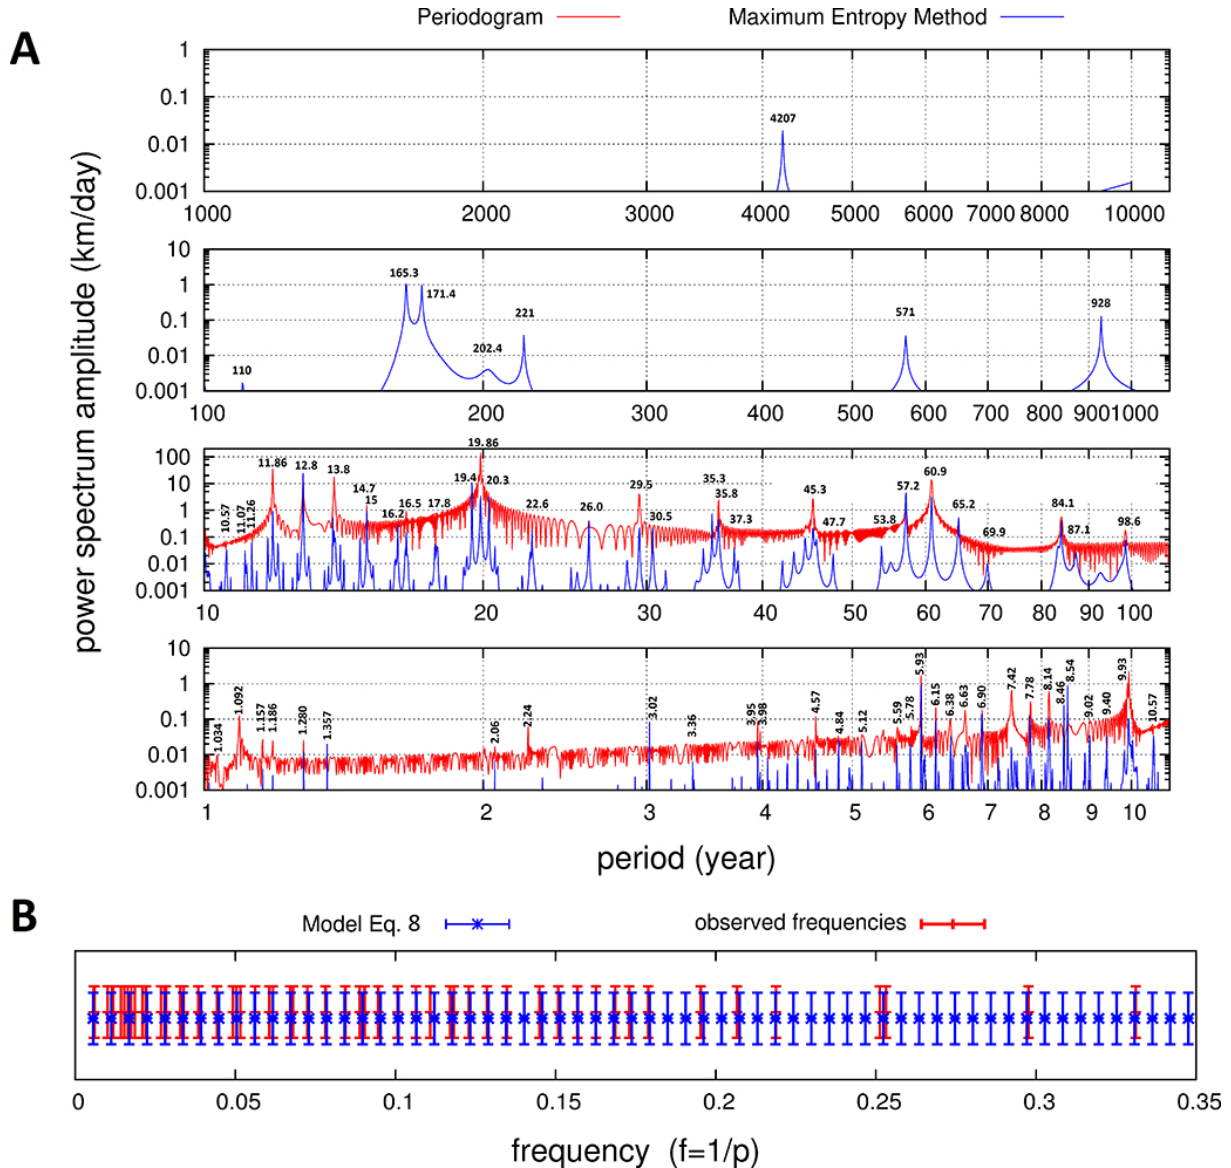 Periodogram
Maximum Entropy Method
A
power spectrum amplitude (km/day)
1
0.1
0.01
0.001
4207
1000 2000 3000 4000 5000 6000 7000 8000 10000
10
1
0.1
0.01
0.001
110 165.3 171.4 202.4 221 571 928
100 200 300 400 500 600 700 800 900 1000
100
10
1
0.1
0.01
0.001
10.57 11.07 11.26 11.86 12.8 13.8 14.7 15 16.2 16.5 17.8 19.4 19.86 20.3 22.6 26.0 29.5 30.5 35.3 35.8 37.3 45.3 47.7 53.8 57.2 60.9 65.2 69.9 84.1 87.1 98.6
10 20 30 40 50 60 70 80 90 100
10
1
0.1
0.01
0.001
1.034 1.092 1.157 1.186 1.280 1.357 2.06 2.24 3.02 3.36 3.95 3.98 4.57 4.84 5.12 5.59 5.78 5.93 6.15 6.38 6.63 6.90 7.42 7.78 8.14 8.46 8.54 9.02 9.40 9.93 10.57
1 2 3 4 5 6 7 8 9 10
period (year)
B
Model Eq. 8
observed frequencies
0 0.05 0.1 0.15 0.2 0.25 0.3 0.35
frequency (f=1/p)